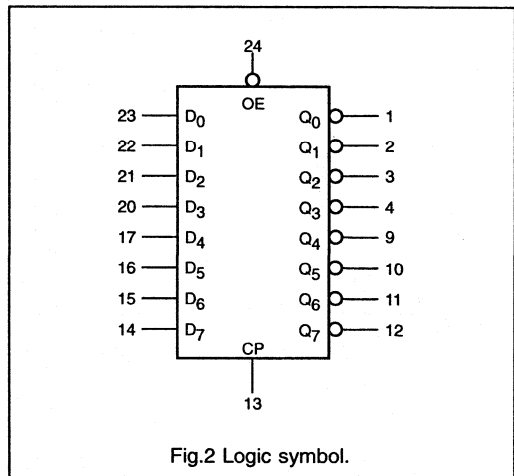 24
OE
23 D0 Q0 1
22 D1 Q1 2
21 D2 Q2 3
20 D3 Q3 4
17 D4 Q4 9
16 D5 Q5 10
15 D6 Q6 11
14 D7 Q7 12
CP
13
Fig.2 Logic symbol.